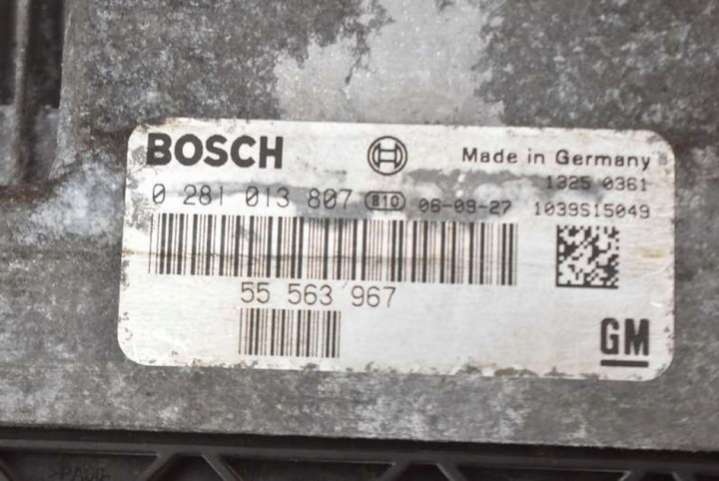 BOSCH
Made in Germany
1325 0361
0 281 013 807 810 06-09-27 1039S15049
55 563 967
GM